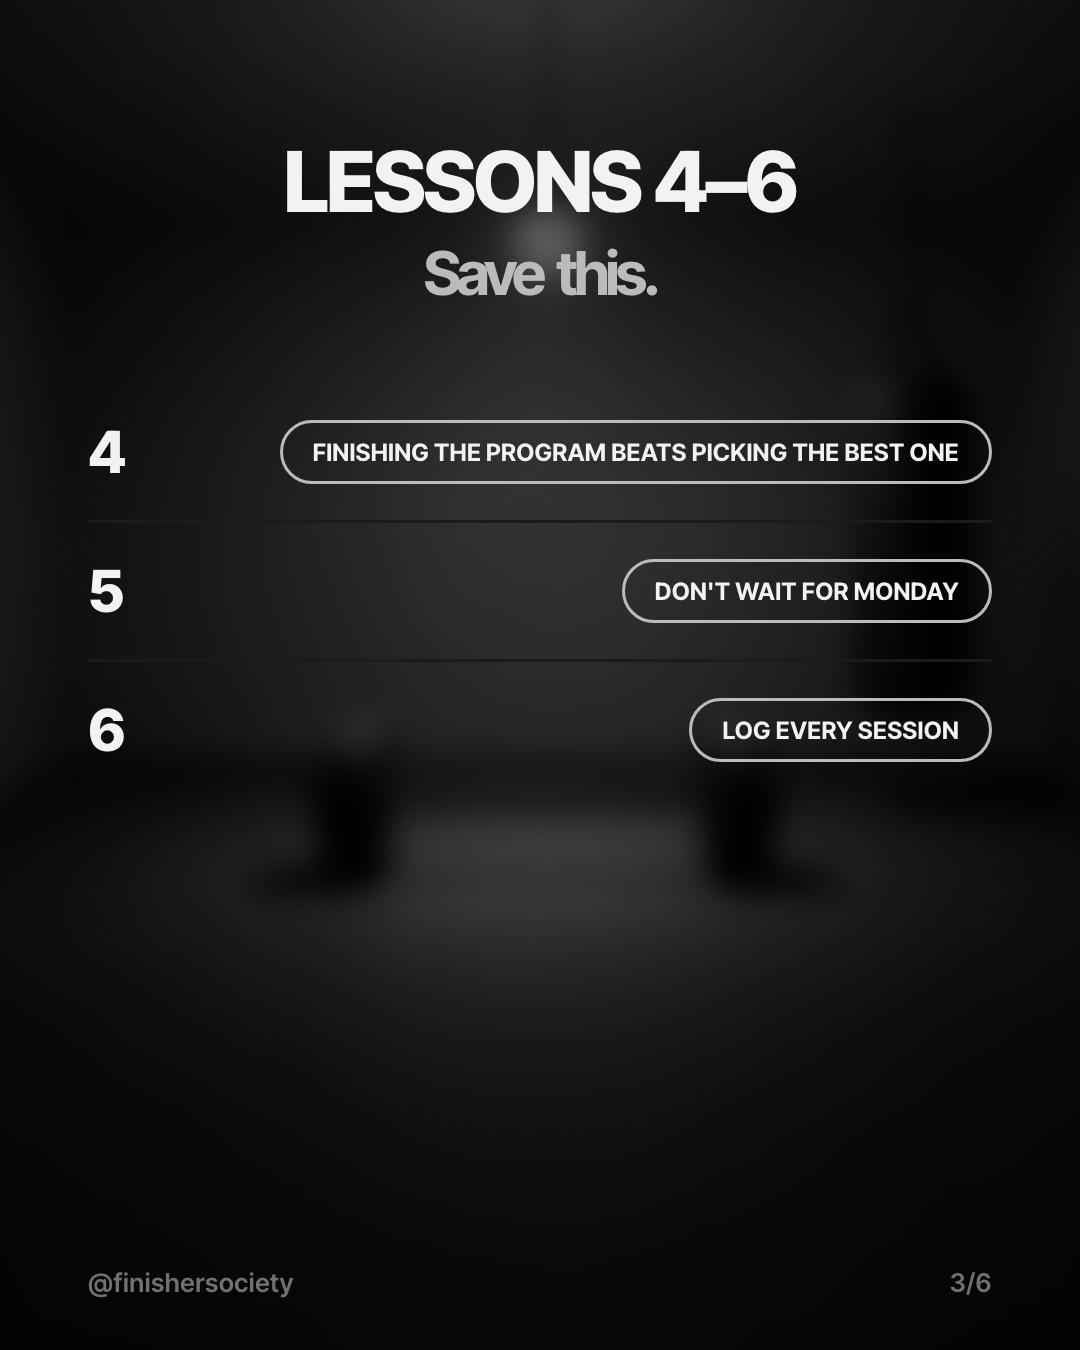 LESSONS 4–6
Save this.
4 FINISHING THE PROGRAM BEATS PICKING THE BEST ONE
5 DON'T WAIT FOR MONDAY
6 LOG EVERY SESSION
@finishersociety 3/6